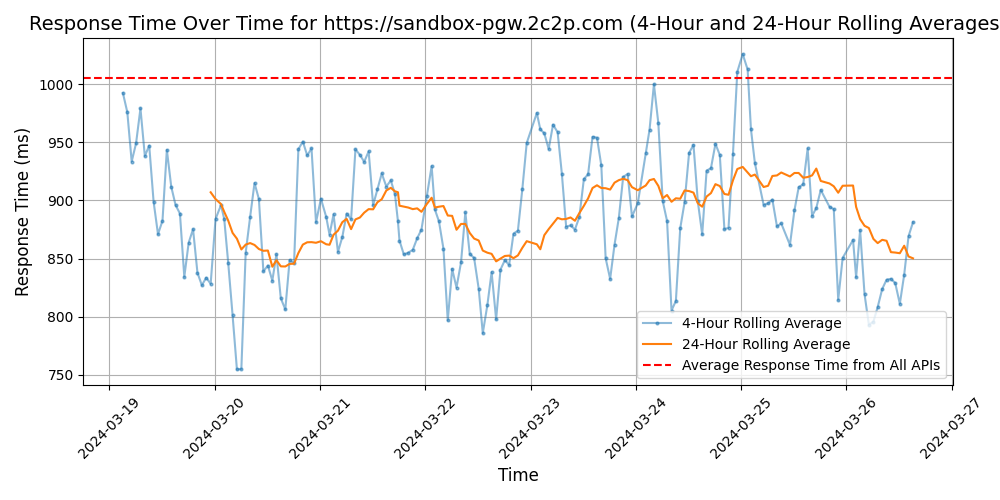 Response Time Over Time for https://sandbox-pgw.2c2p.com (4-Hour and 24-Hour Rolling Averages
Response Time (ms)
1000
950
900
850
800
750
4-Hour Rolling Average
24-Hour Rolling Average
Average Response Time from All APIs
2024-03-19
2024-03-20
2024-03-21
2024-03-22
2024-03-23
2024-03-24
2024-03-25
2024-03-26
2024-03-27
Time